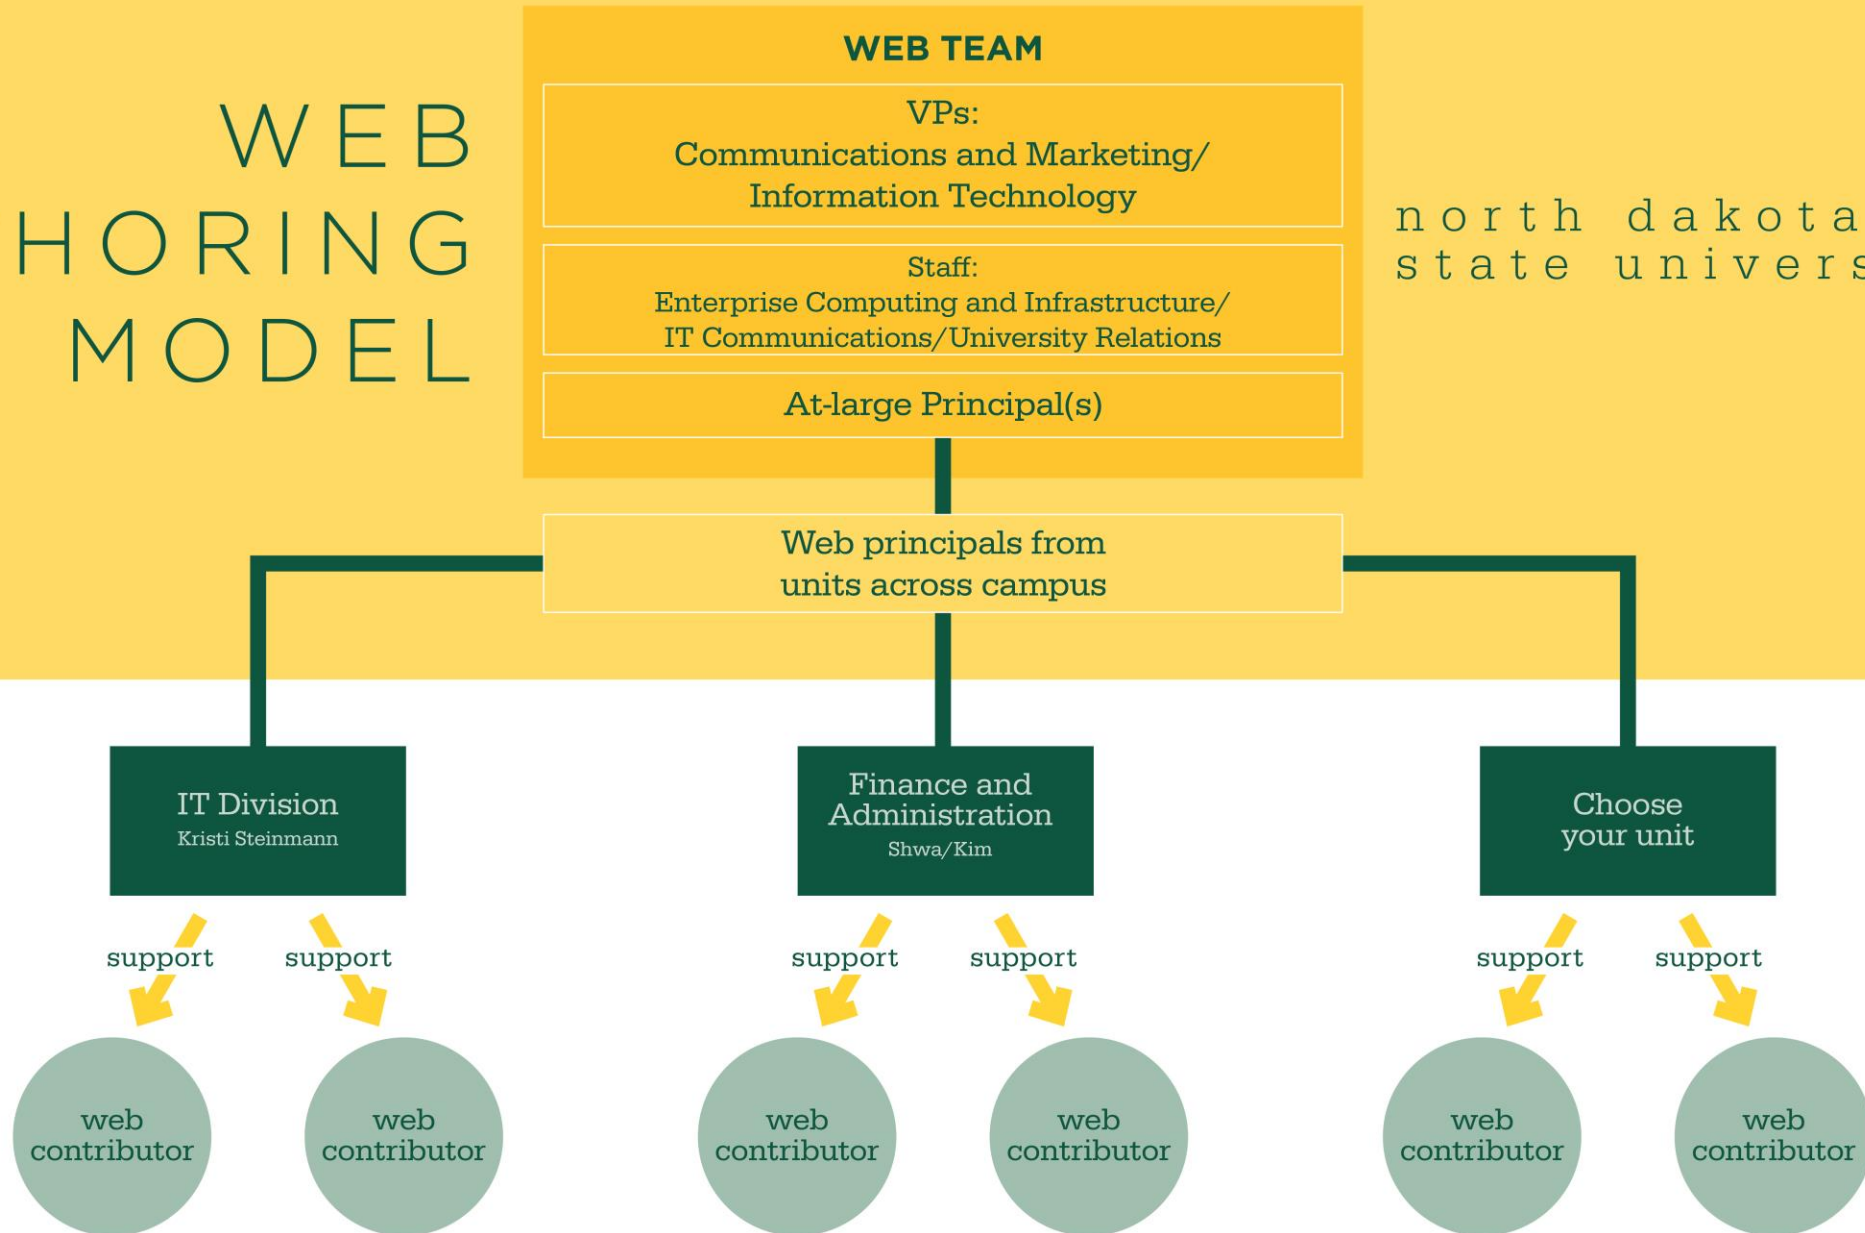 WEB
HORING
MODEL
WEB TEAM
VPs:
Communications and Marketing/
Information Technology
Staff:
Enterprise Computing and Infrastructure/
IT Communications/University Relations
At-large Principal(s)
north dakota
state univers
Web principals from
units across campus
IT Division
Kristi Steinmann
Finance and
Administration
Shwa/Kim
Choose
your unit
support
support
support
support
support
support
web
contributor
web
contributor
web
contributor
web
contributor
web
contributor
web
contributor